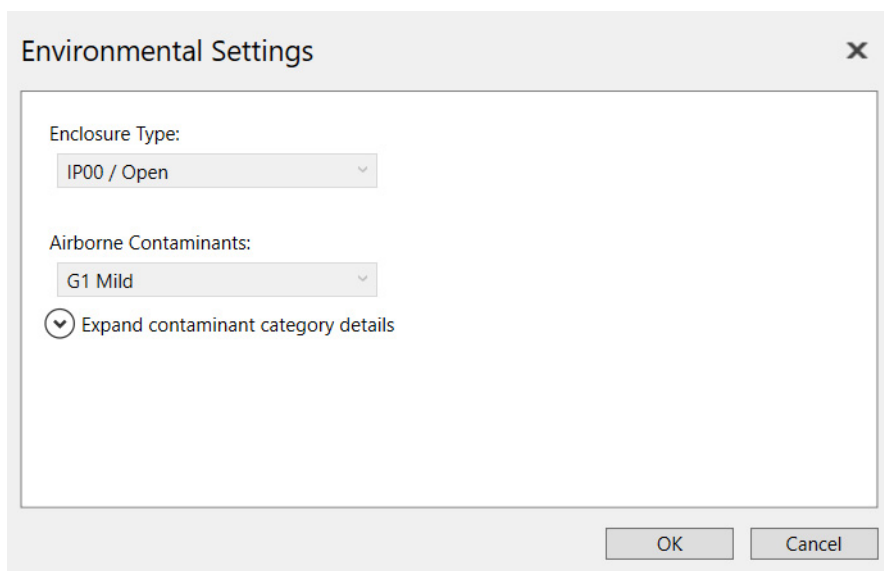 Environmental Settings
Enclosure Type:
IP00 / Open
Airborne Contaminants:
G1 Mild
Expand contaminant category details
OK
Cancel